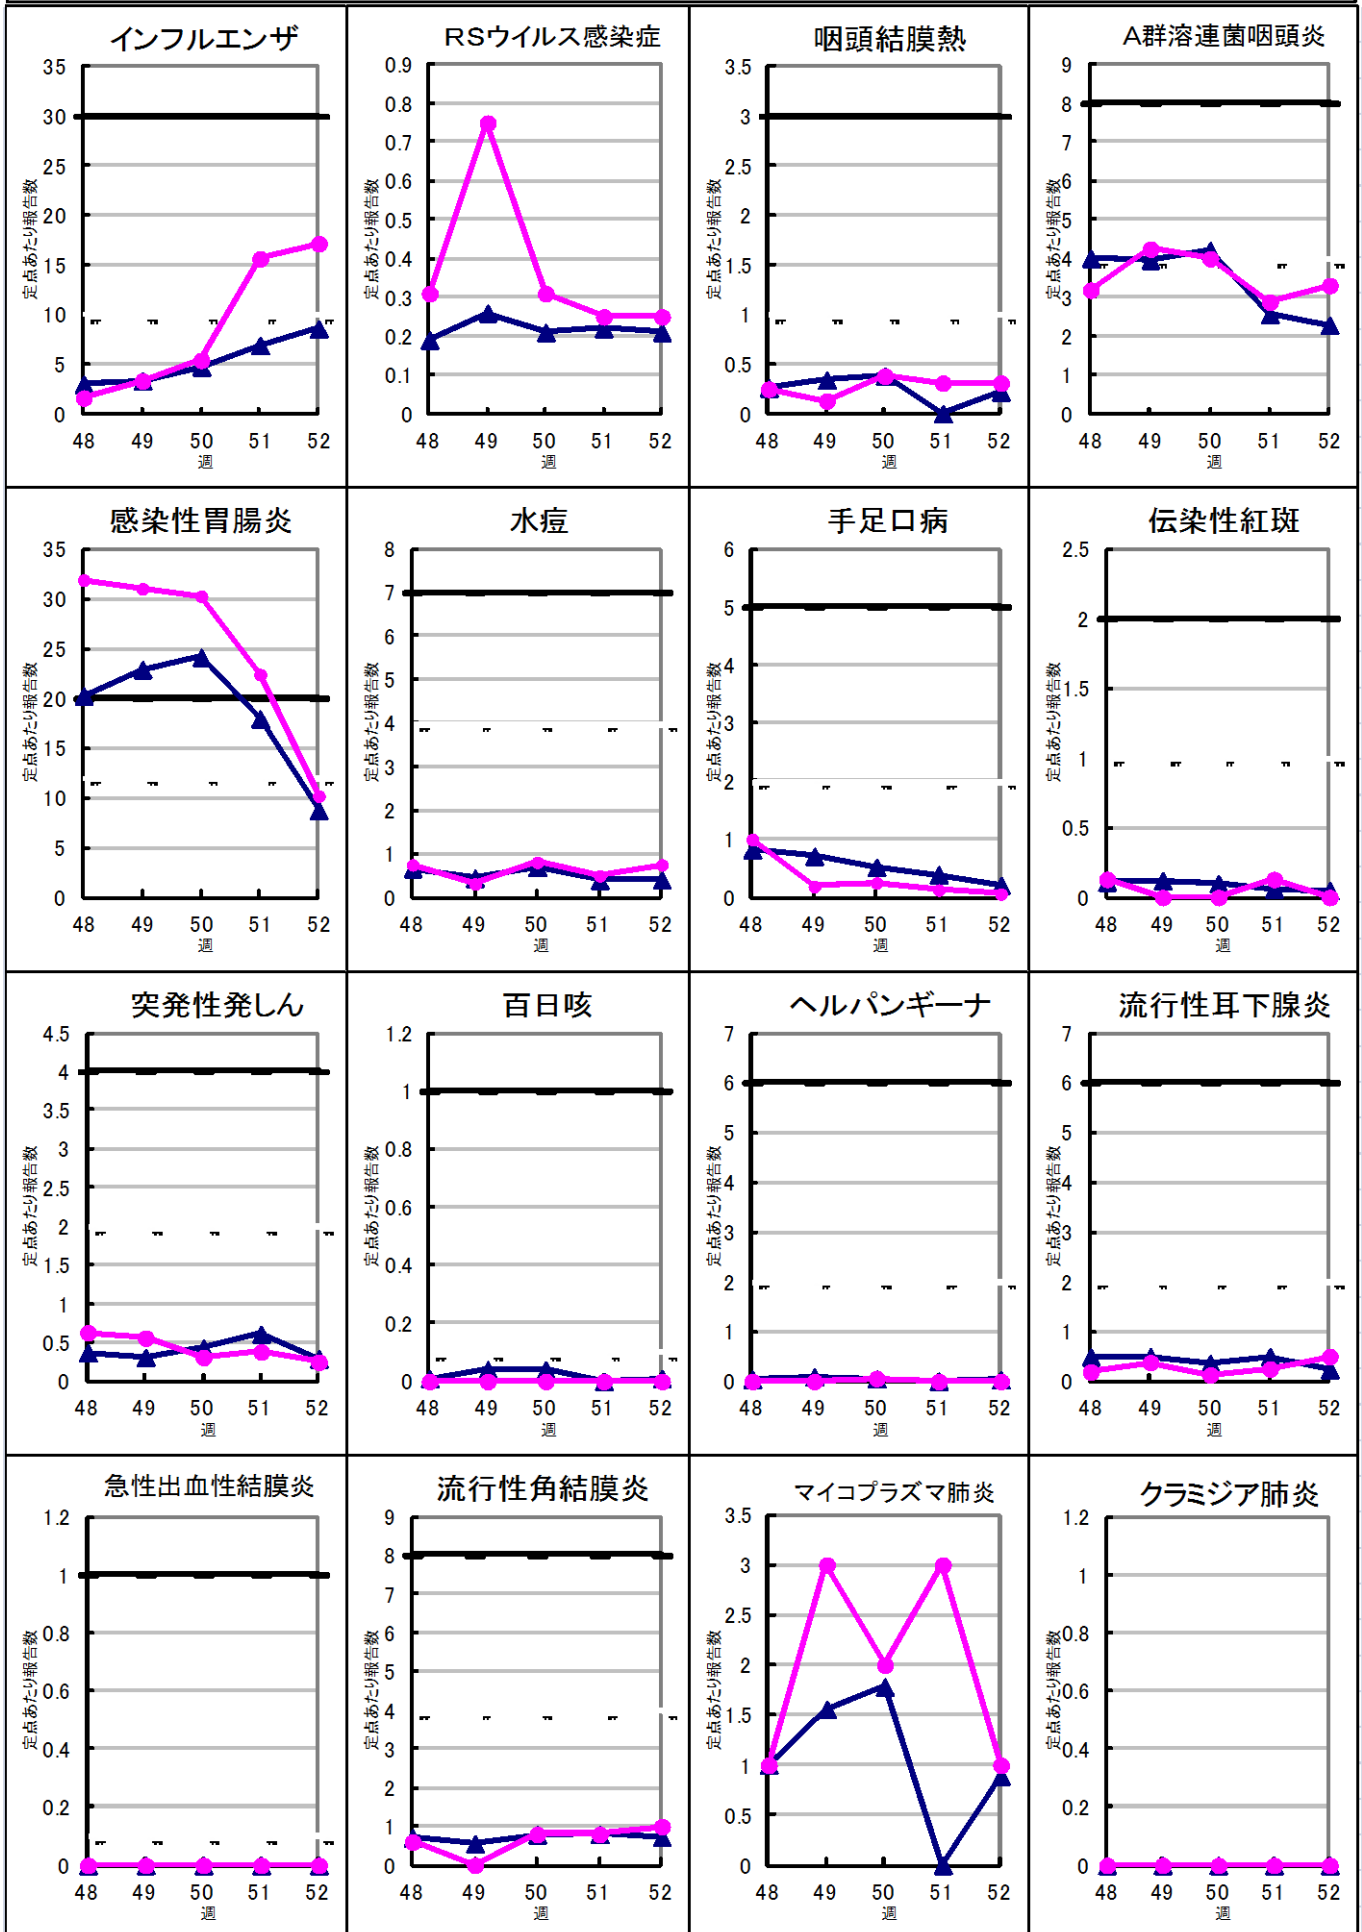 インフルエンザ
35
30
25
20
15
10
5
0
定点あたり報告数
48 49 50 51 52
週
RSウイルス感染症
0.9
0.8
0.7
0.6
0.5
0.4
0.3
0.2
0.1
0
定点あたり報告数
48 49 50 51 52
週
咽頭結膜熱
3.5
3
2.5
2
1.5
1
0.5
0
定点あたり報告数
48 49 50 51 52
週
A群溶連菌咽頭炎
9
8
7
6
5
4
3
2
1
0
定点あたり報告数
48 49 50 51 52
週
感染性胃腸炎
35
30
25
20
15
10
5
0
定点あたり報告数
48 49 50 51 52
週
水痘
8
7
6
5
4
3
2
1
0
定点あたり報告数
48 49 50 51 52
週
手足口病
6
5
4
3
2
1
0
定点あたり報告数
48 49 50 51 52
週
伝染性紅斑
2.5
2
1.5
1
0.5
0
定点あたり報告数
48 49 50 51 52
週
突発性発しん
4.5
4
3.5
3
2.5
2
1.5
1
0.5
0
定点あたり報告数
48 49 50 51 52
週
百日咳
1.2
1
0.8
0.6
0.4
0.2
0
定点あたり報告数
48 49 50 51 52
週
ヘルパンギーナ
7
6
5
4
3
2
1
0
定点あたり報告数
48 49 50 51 52
週
流行性耳下腺炎
7
6
5
4
3
2
1
0
定点あたり報告数
48 49 50 51 52
週
急性出血性結膜炎
1.2
1
0.8
0.6
0.4
0.2
0
定点あたり報告数
48 49 50 51 52
週
流行性角結膜炎
9
8
7
6
5
4
3
2
1
0
定点あたり報告数
48 49 50 51 52
週
マイコプラズマ肺炎
3.5
3
2.5
2
1.5
1
0.5
0
定点あたり報告数
48 49 50 51 52
週
クラミジア肺炎
1.2
1
0.8
0.6
0.4
0.2
0
定点あたり報告数
48 49 50 51 52
週